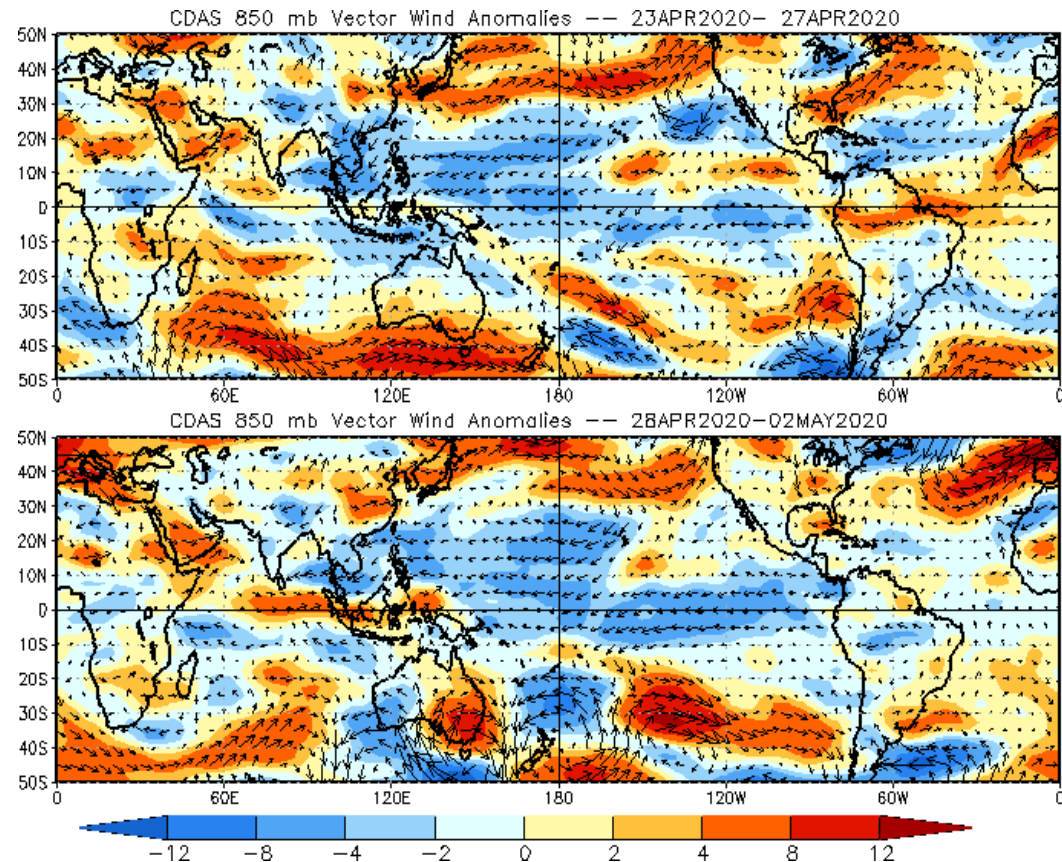 CDAS 850 mb Vector Wind Anomalies -- 23APR2020- 27APR2020
50N
40N
30N
20N
10N
0
10S
20S
30S
40S
50S
0 60E 120E 180 120W 60W 0
CDAS 850 mb Vector Wind Anomalies -- 28APR2020-02MAY2020
50N
40N
30N
20N
10N
0
10S
20S
30S
40S
50S
0 60E 120E 180 120W 60W 0
-12 -8 -4 -2 0 2 4 8 12